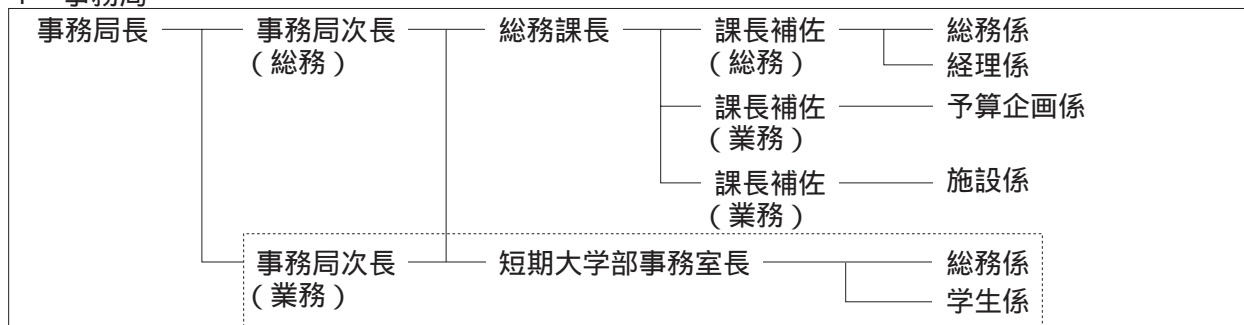 事務局長 事務局次長 総務課長 課長補佐 総務係
(総務) (総務) 経理係
課長補佐 予算企画係
(業務)
課長補佐 施設係
(業務)
事務局次長 短期大学部事務室長 総務係
(業務) 学生係